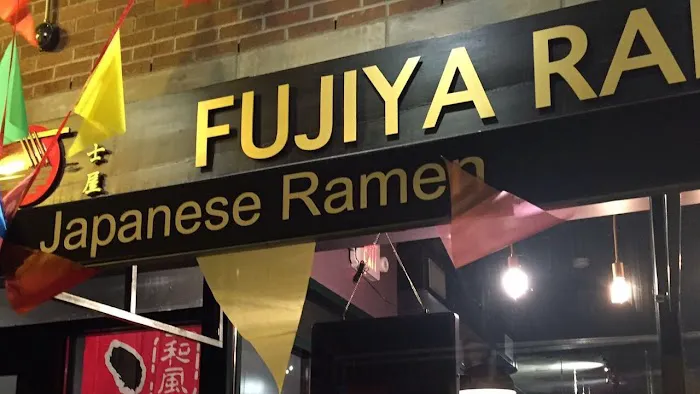 FUJIYA RA
士屋
Japanese Ramen
和風